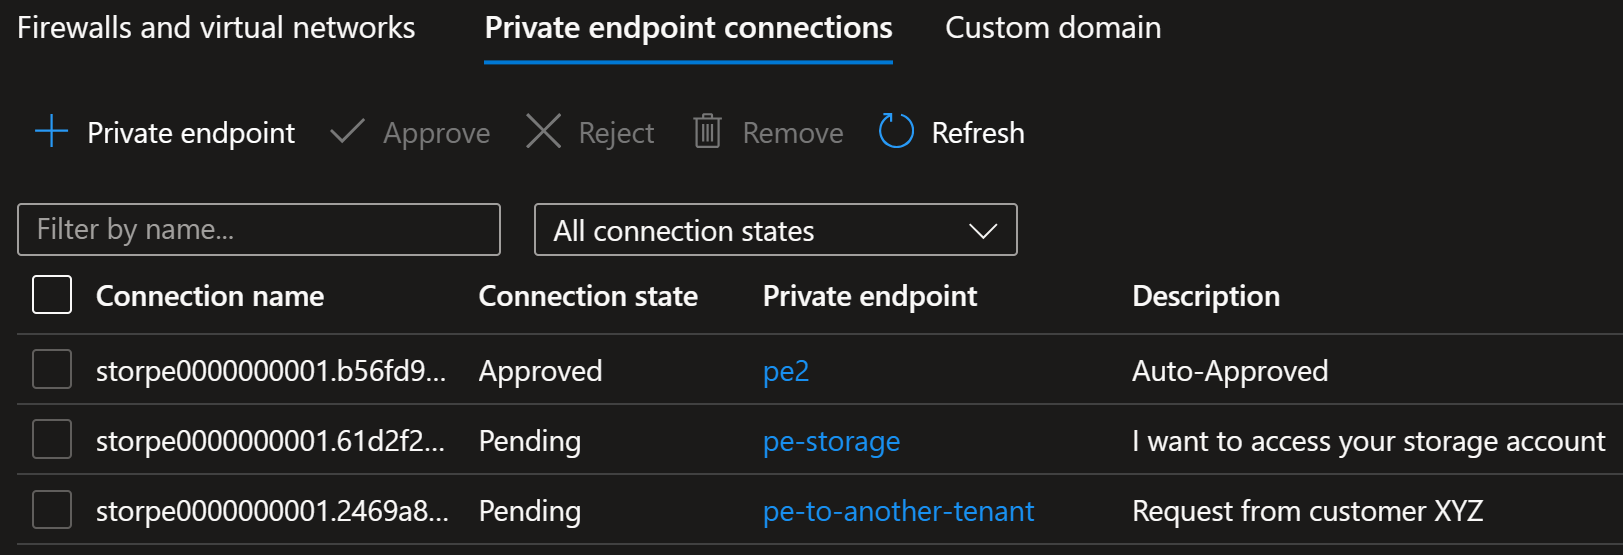 Firewalls and virtual networks Private endpoint connections Custom domain
Private endpoint Approve Reject Remove Refresh
Filter by name... All connection states
Connection name Connection state Private endpoint Description
storpe0000000001.b56fd9... Approved pe2 Auto-Approved
storpe0000000001.61d2f2... Pending pe-storage I want to access your storage account
storpe0000000001.2469a8... Pending pe-to-another-tenant Request from customer XYZ